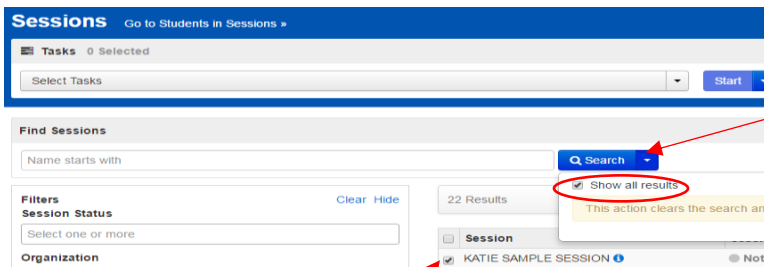 Sessions Go to Students in Sessions »
Tasks 0 Selected
Select Tasks
Start
Find Sessions
Name starts with
Search
Show all results
Filters
Clear Hide
22 Results
This action clears the search
Session Status
Select one or more
Session
Organization
KATIE SAMPLE SESSION
Not